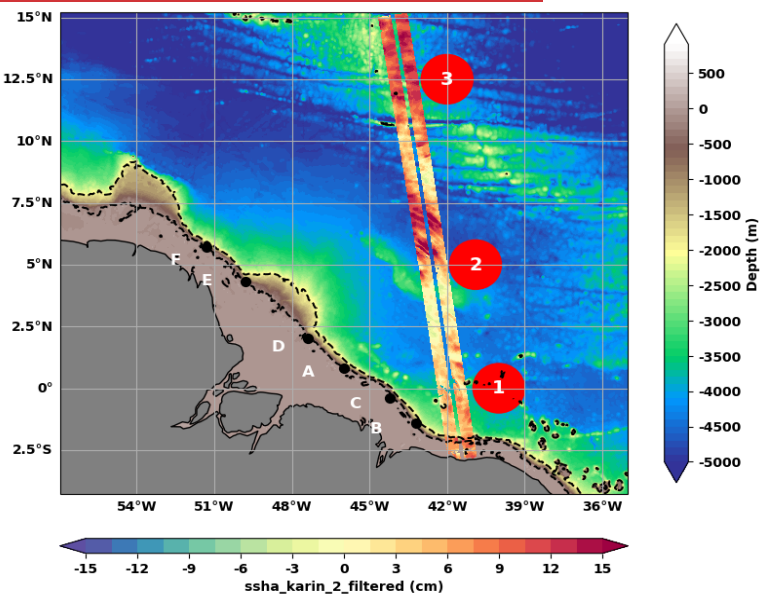 15°N
12.5°N
10°N
7.5°N
5°N
2.5°N
0°
2.5°S
3
2
1
F
E
D
A
C
B
54°W 51°W 48°W 45°W 42°W 39°W 36°W
500
0
-500
-1000
-1500
-2000
-2500
-3000
-3500
-4000
-4500
-5000
Depth (m)
-15 -12 -9 -6 -3 0 3 6 9 12 15
ssha_karin_2_filtered (cm)